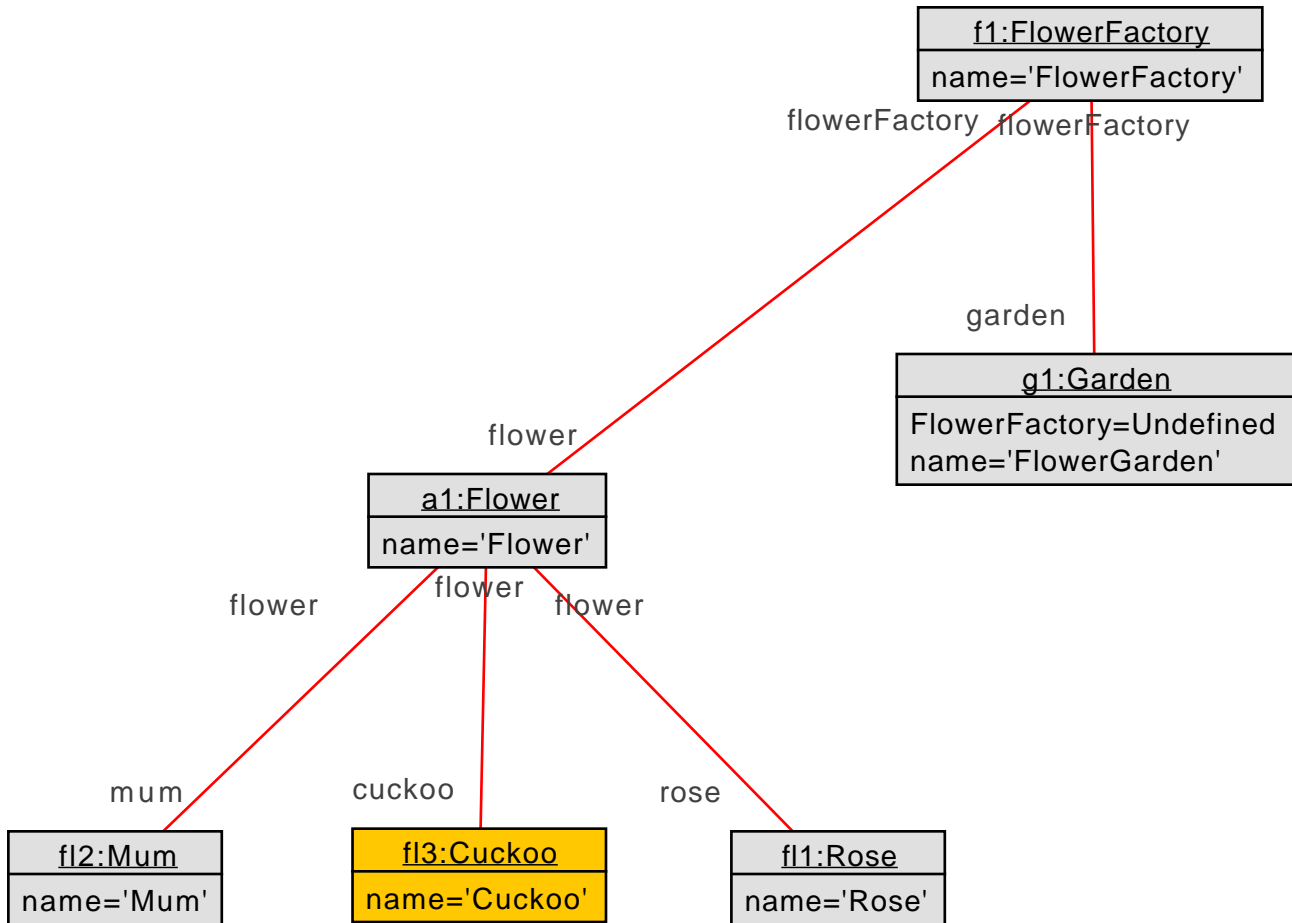 f1:FlowerFactory
name='FlowerFactory'
flowerFactory
flowerFactory
garden
g1:Garden
FlowerFactory=Undefined
name='FlowerGarden'
flower
a1:Flower
name='Flower'
flower
flower
flower
mum
cuckoo
rose
fl2:Mum
name='Mum'
fl3:Cuckoo
name='Cuckoo'
fl1:Rose
name='Rose'